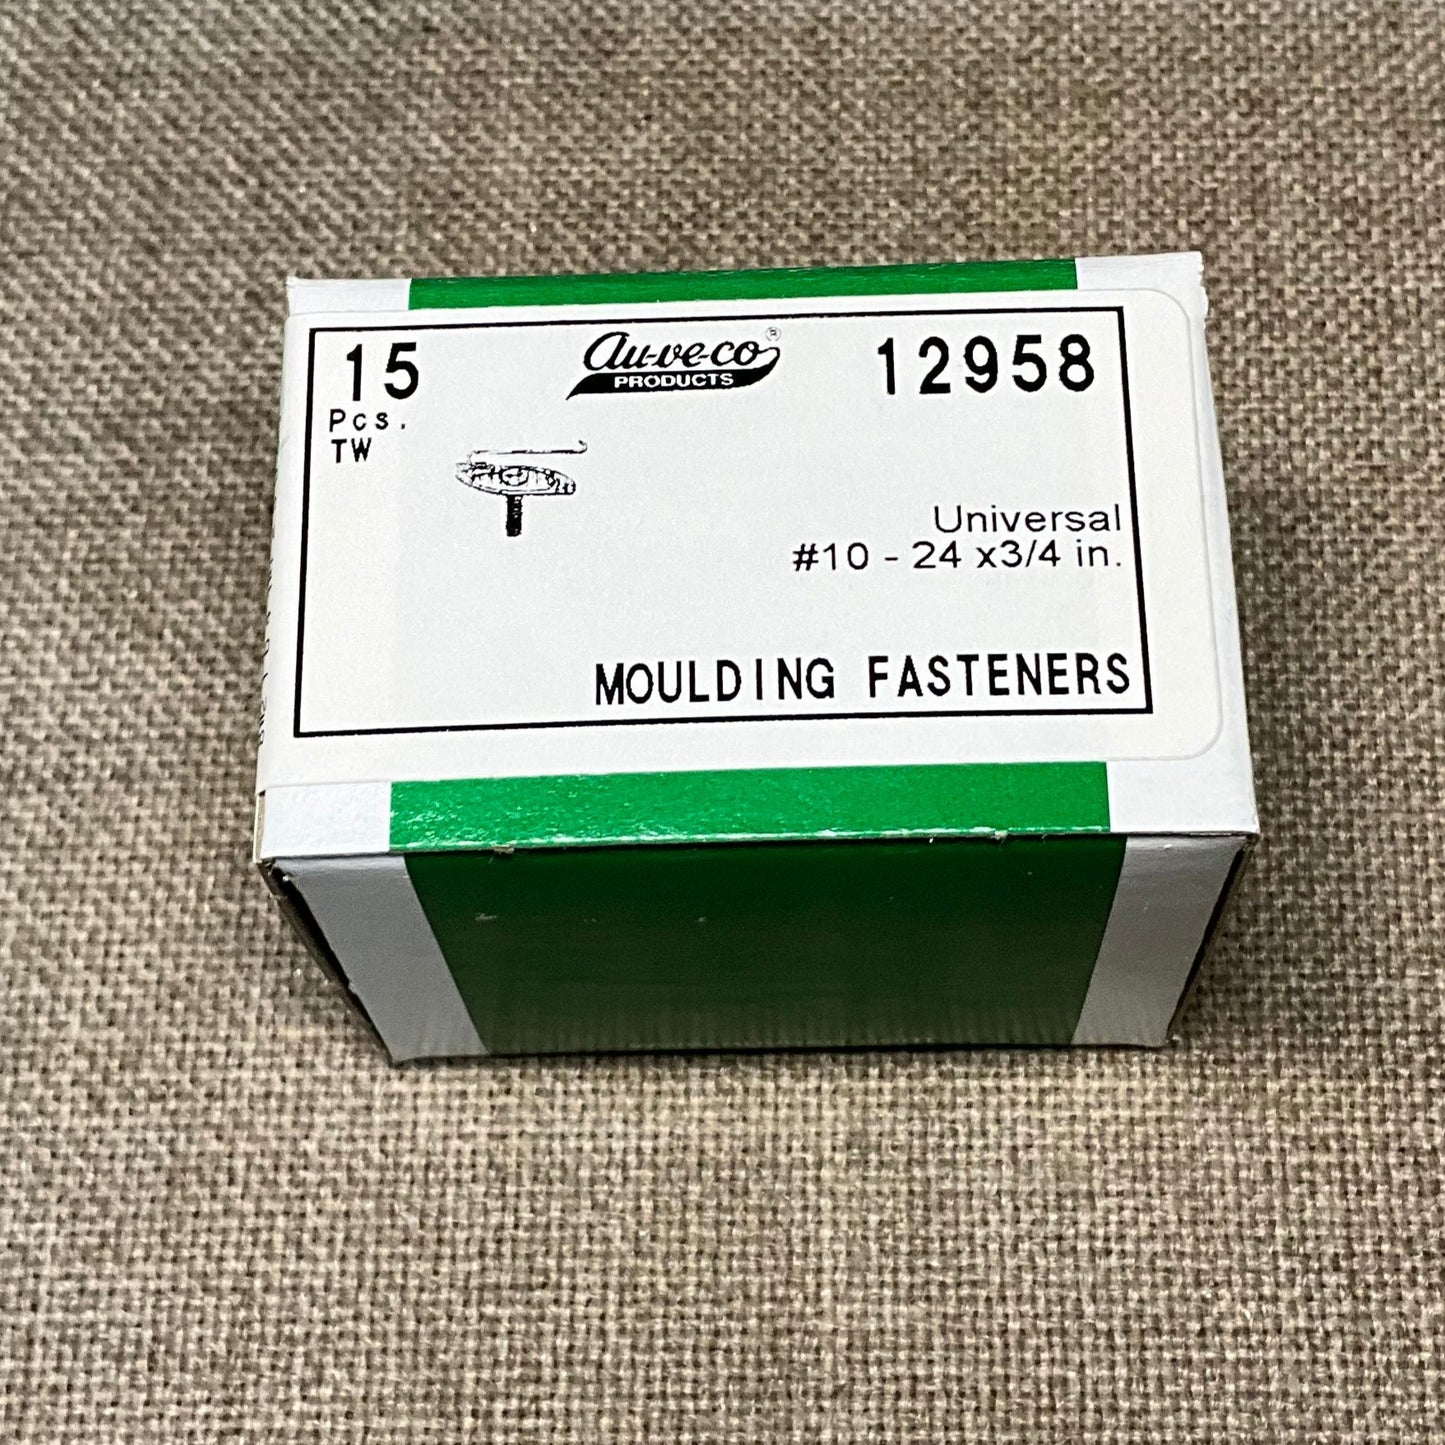 15
Pcs.
TW
au-ve-co®
PRODUCTS
12958
Universal
#10 - 24 x3/4 in.
MOULDING FASTENERS